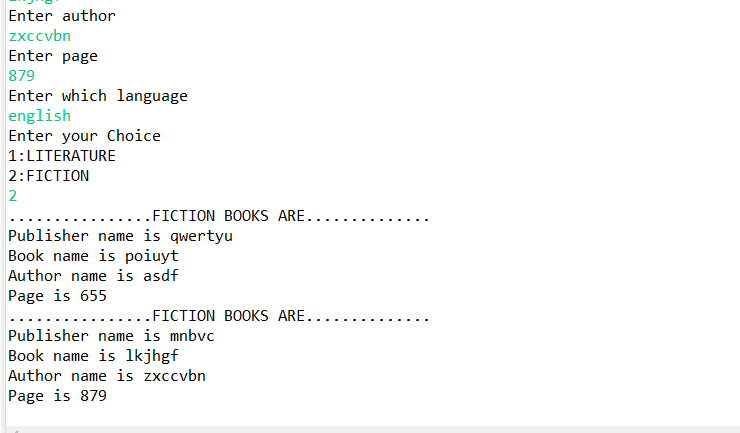 Enter author
zxccvbn
Enter page
879
Enter which language
english
Enter your Choice
1:LITERATURE
2:FICTION
2
................FICTION BOOKS ARE..............
Publisher name is qwertyu
Book name is poiuyt
Author name is asdf
Page is 655
................FICTION BOOKS ARE..............
Publisher name is mnbvc
Book name is lkjhgf
Author name is zxccvbn
Page is 879